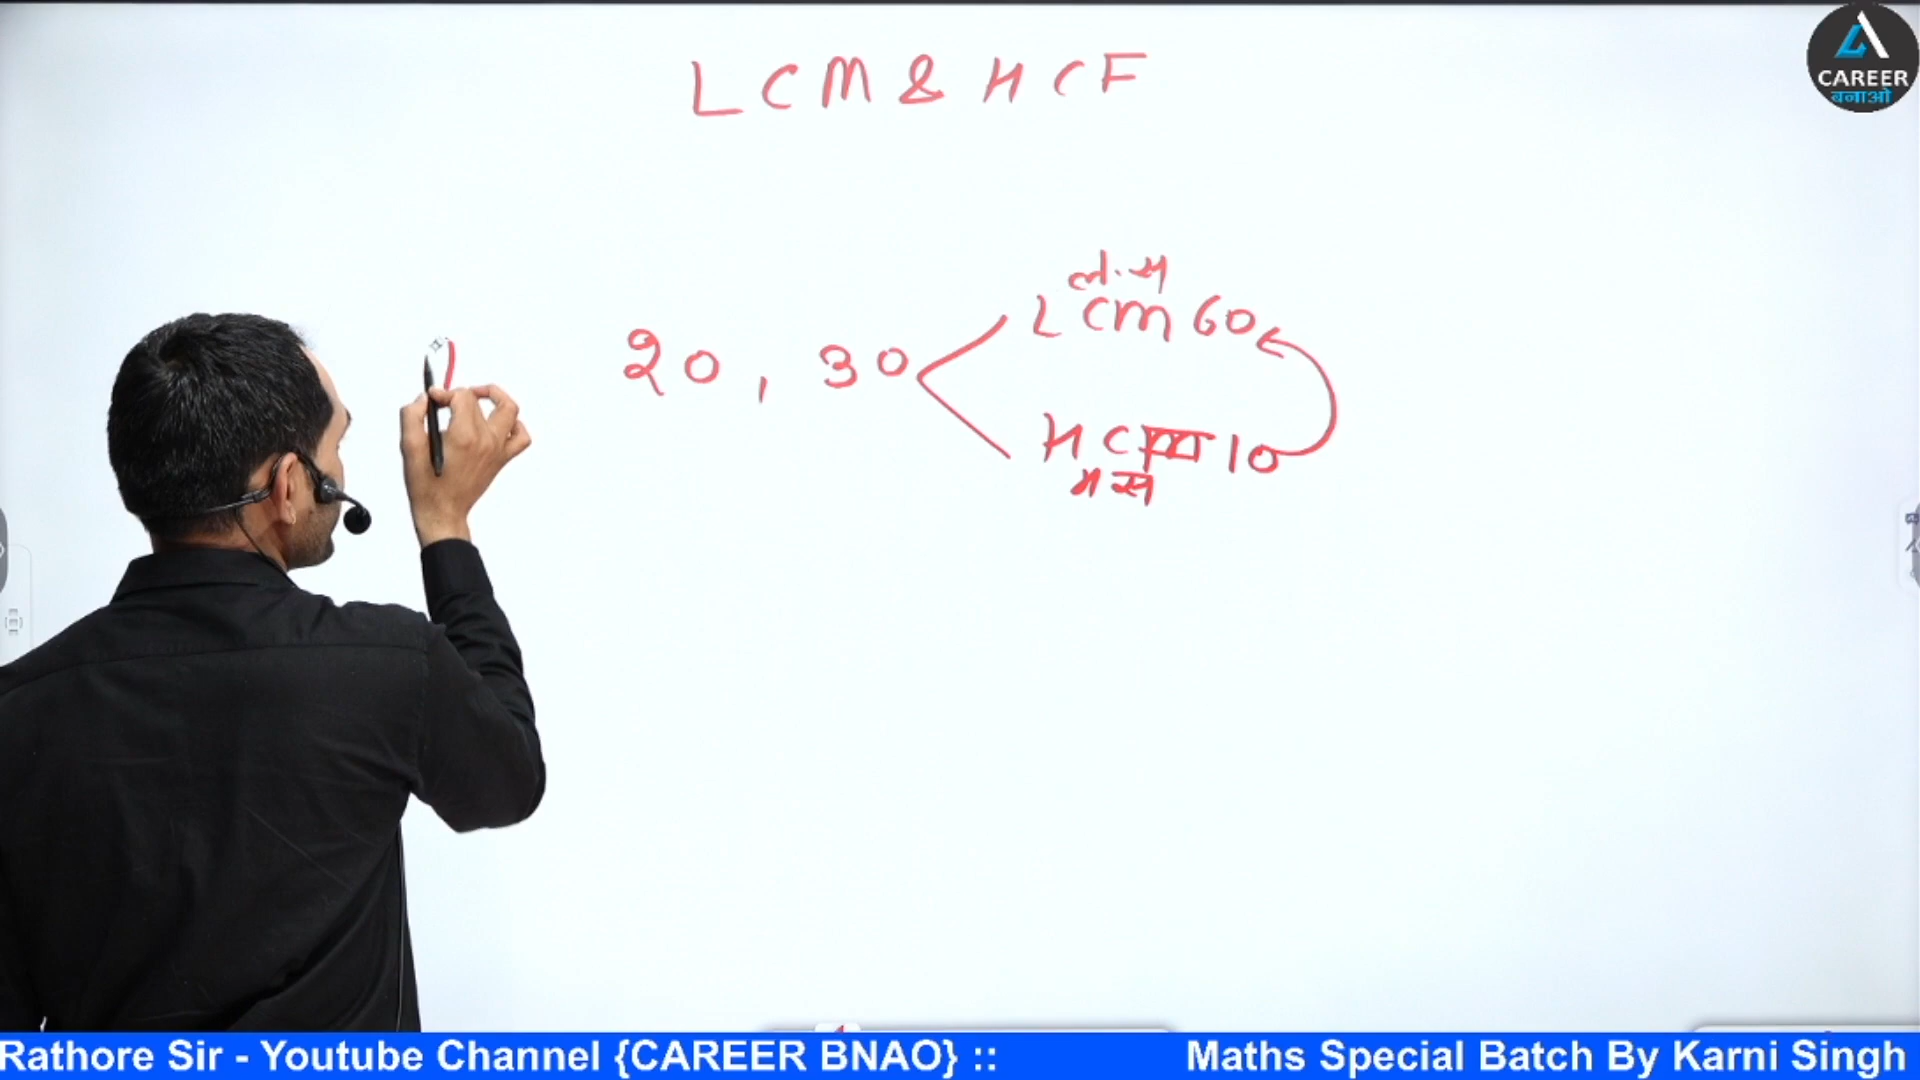 LCM & HCF
CAREER
बनाओ
ल.स
LCM 60
20, 30
HC 10
म स
Rathore Sir - Youtube Channel {CAREER BNAO} :: Maths Special Batch By Karni Singh